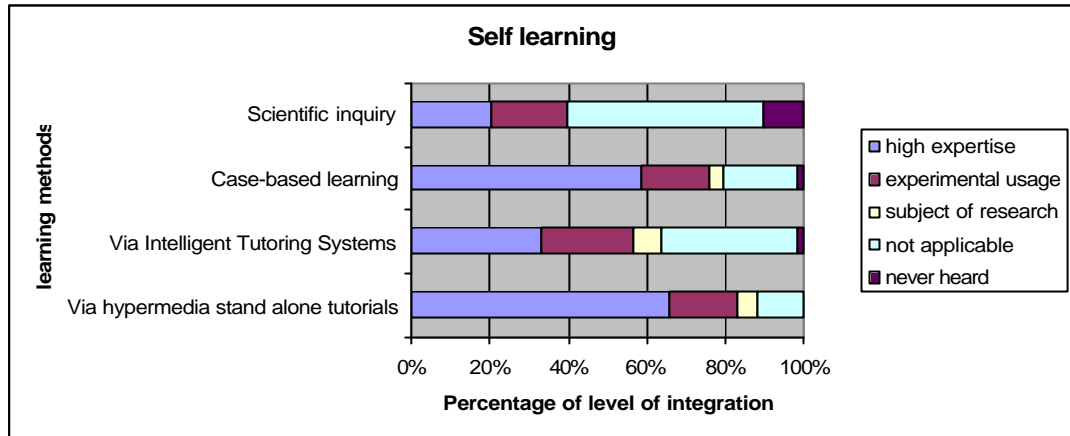 Self learning
learning methods
Scientific inquiry
Case-based learning
Via Intelligent Tutoring Systems
Via hypermedia stand alone tutorials
0% 20% 40% 60% 80% 100%
Percentage of level of integration
high expertise
experimental usage
subject of research
not applicable
never heard